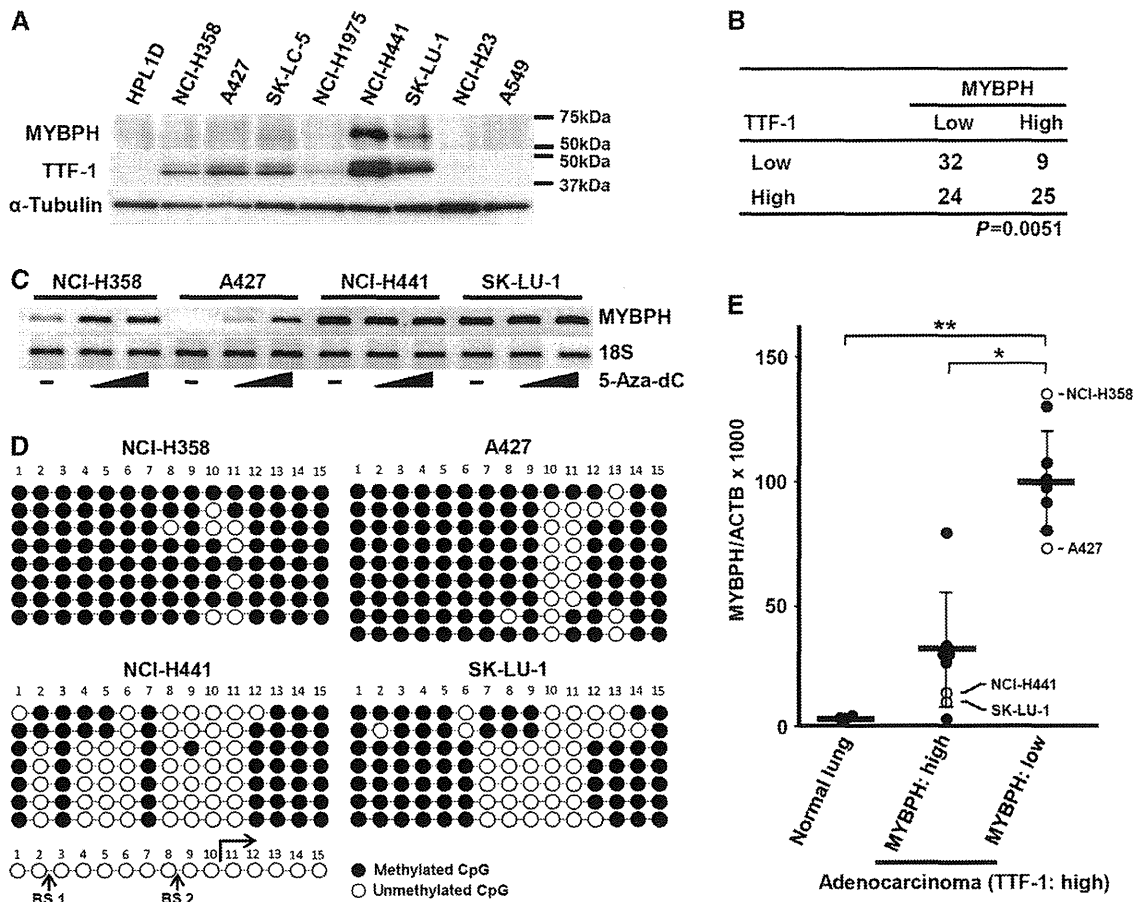 A
HPL1D NCI-H358 A427 SK-LC-5 NCI-H1975 NCI-H441 SK-LU-1 NCI-H23 A549
MYBPH
TTF-1
α-Tubulin
75kDa
50kDa
50kDa
37kDa
B
MYBPH
TTF-1 Low High
Low 32 9
High 24 25
P=0.0051
C
NCI-H358 A427 NCI-H441 SK-LU-1
MYBPH
18S
– – – – 5-Aza-dC
D
NCI-H358 A427
1 2 3 4 5 6 7 8 9 10 11 12 13 14 15
1 2 3 4 5 6 7 8 9 10 11 12 13 14 15
NCI-H441 SK-LU-1
1 2 3 4 5 6 7 8 9 10 11 12 13 14 15
1 2 3 4 5 6 7 8 9 10 11 12 13 14 15
1 2 3 4 5 6 7 8 9 10 11 12 13 14 15
BS 1 BS 2
Methylated CpG
Unmethylated CpG
E
**
*
MYBPH/ACTB x 1000
150
100
50
0
NCI-H358
A427
NCI-H441
SK-LU-1
Normal lung
MYBPH: high
MYBPH: low
Adenocarcinoma (TTF-1: high)